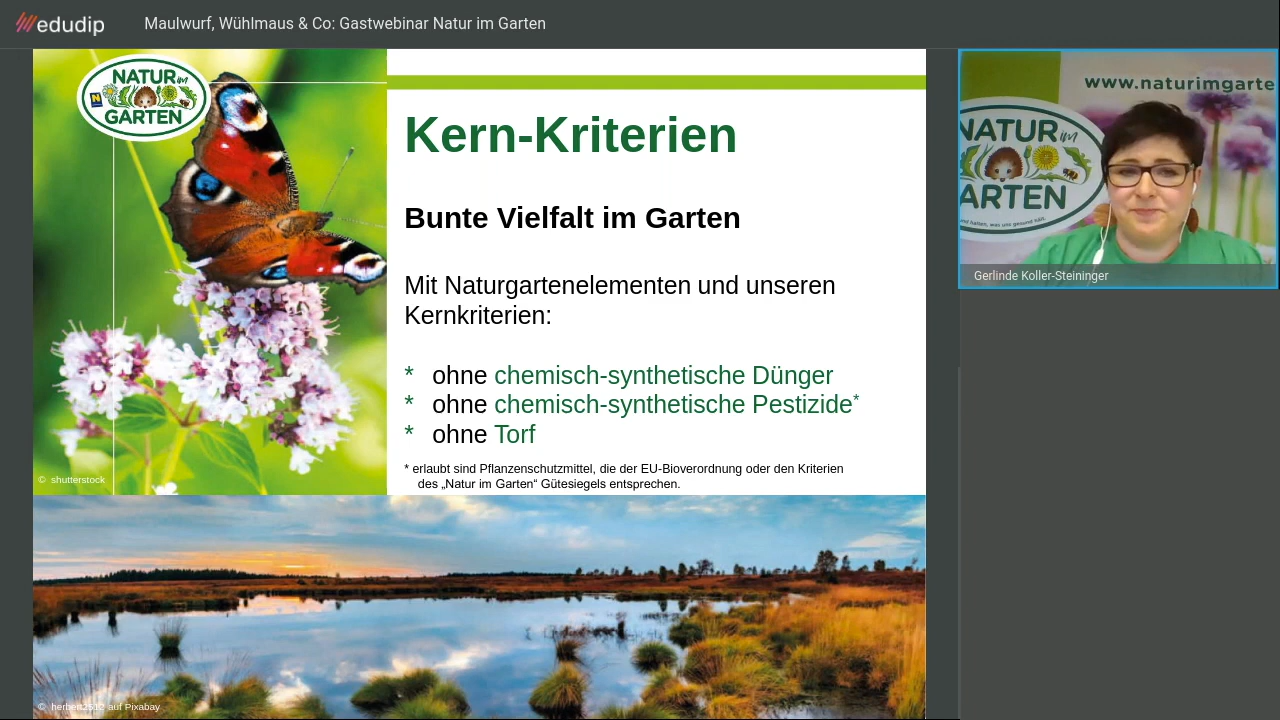 edudip
Maulwurf, Wühlmaus & Co: Gastwebinar Natur im Garten
NATUR im
GARTEN
Kern-Kriterien
Bunte Vielfalt im Garten
Mit Naturgartenelementen und unseren
Kernkriterien:
* ohne chemisch-synthetische Dünger
* ohne chemisch-synthetische Pestizide*
* ohne Torf
* erlaubt sind Pflanzenschutzmittel, die der EU-Bioverordnung oder den Kriterien
des „Natur im Garten“ Gütesiegels entsprechen.
© shutterstock
© herbert2512 auf Pixabay
www.naturimgarte
NATUR im
GARTEN
Gerlinde Koller-Steininger